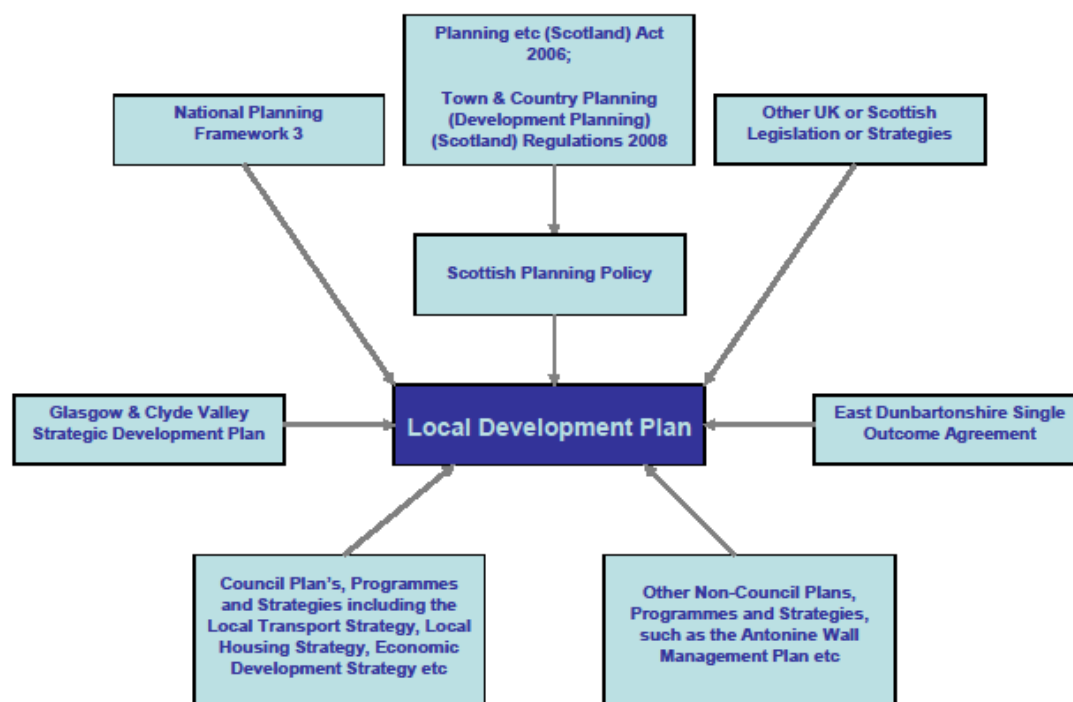 Planning etc (Scotland) Act
2006;
Town & Country Planning
(Development Planning)
(Scotland) Regulations 2008
National Planning
Framework 3
Other UK or Scottish
Legislation or Strategies
Scottish Planning Policy
Glasgow & Clyde Valley
Strategic Development Plan
Local Development Plan
East Dunbartonshire Single
Outcome Agreement
Council Plan's, Programmes
and Strategies including the
Local Transport Strategy, Local
Housing Strategy, Economic
Development Strategy etc
Other Non-Council Plans,
Programmes and Strategies,
such as the Antonine Wall
Management Plan etc